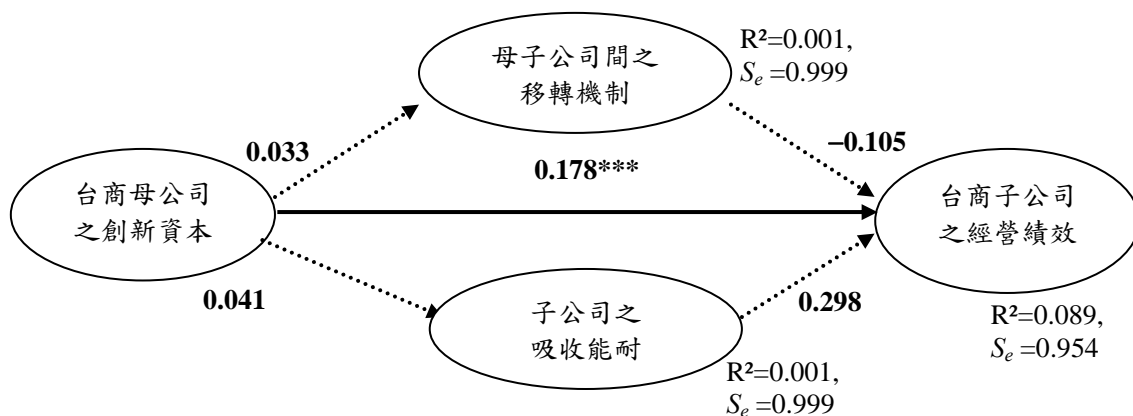 母子公司間之
移轉機制
R²=0.001,
Sₑ =0.999
0.033
0.178***
−0.105
台商母公司
之創新資本
台商子公司
之經營績效
0.041
子公司之
吸收能耐
0.298
R²=0.001,
Sₑ =0.999
R²=0.089,
Sₑ =0.954